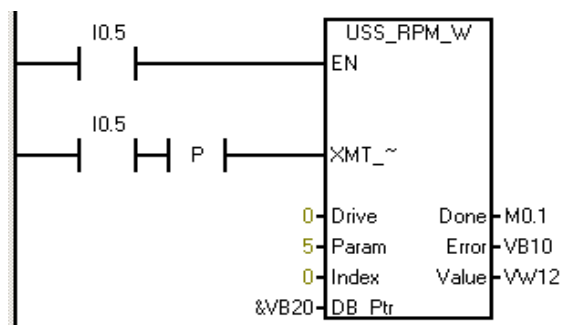 I0.5 USS_RPM_W
EN
I0.5
P XMT_~
0 Drive Done M0.1
5 Param Error VB10
0 Index Value VW12
&VB20 DB_Ptr